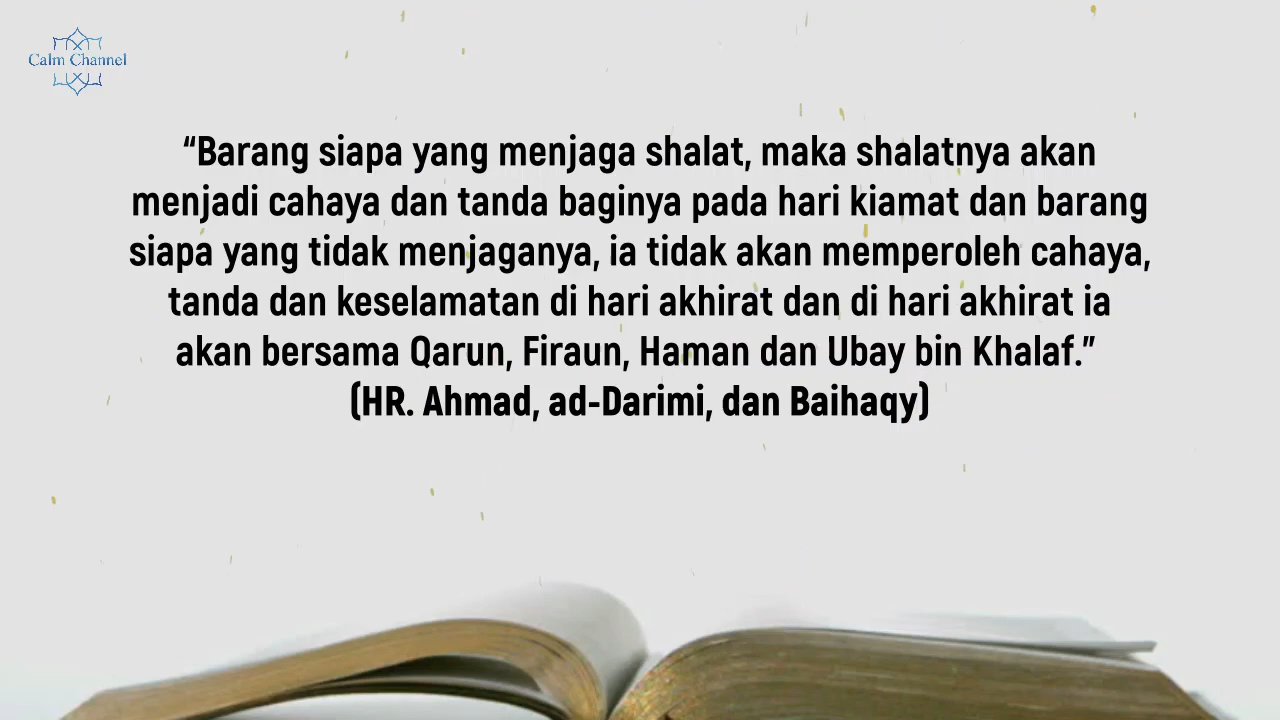 Calm Channel
“Barang siapa yang menjaga shalat, maka shalatnya akan
menjadi cahaya dan tanda baginya pada hari kiamat dan barang
siapa yang tidak menjaganya, ia tidak akan memperoleh cahaya,
tanda dan keselamatan di hari akhirat dan di hari akhirat ia
akan bersama Qarun, Firaun, Haman dan Ubay bin Khalaf.”
(HR. Ahmad, ad-Darimi, dan Baihaqy)